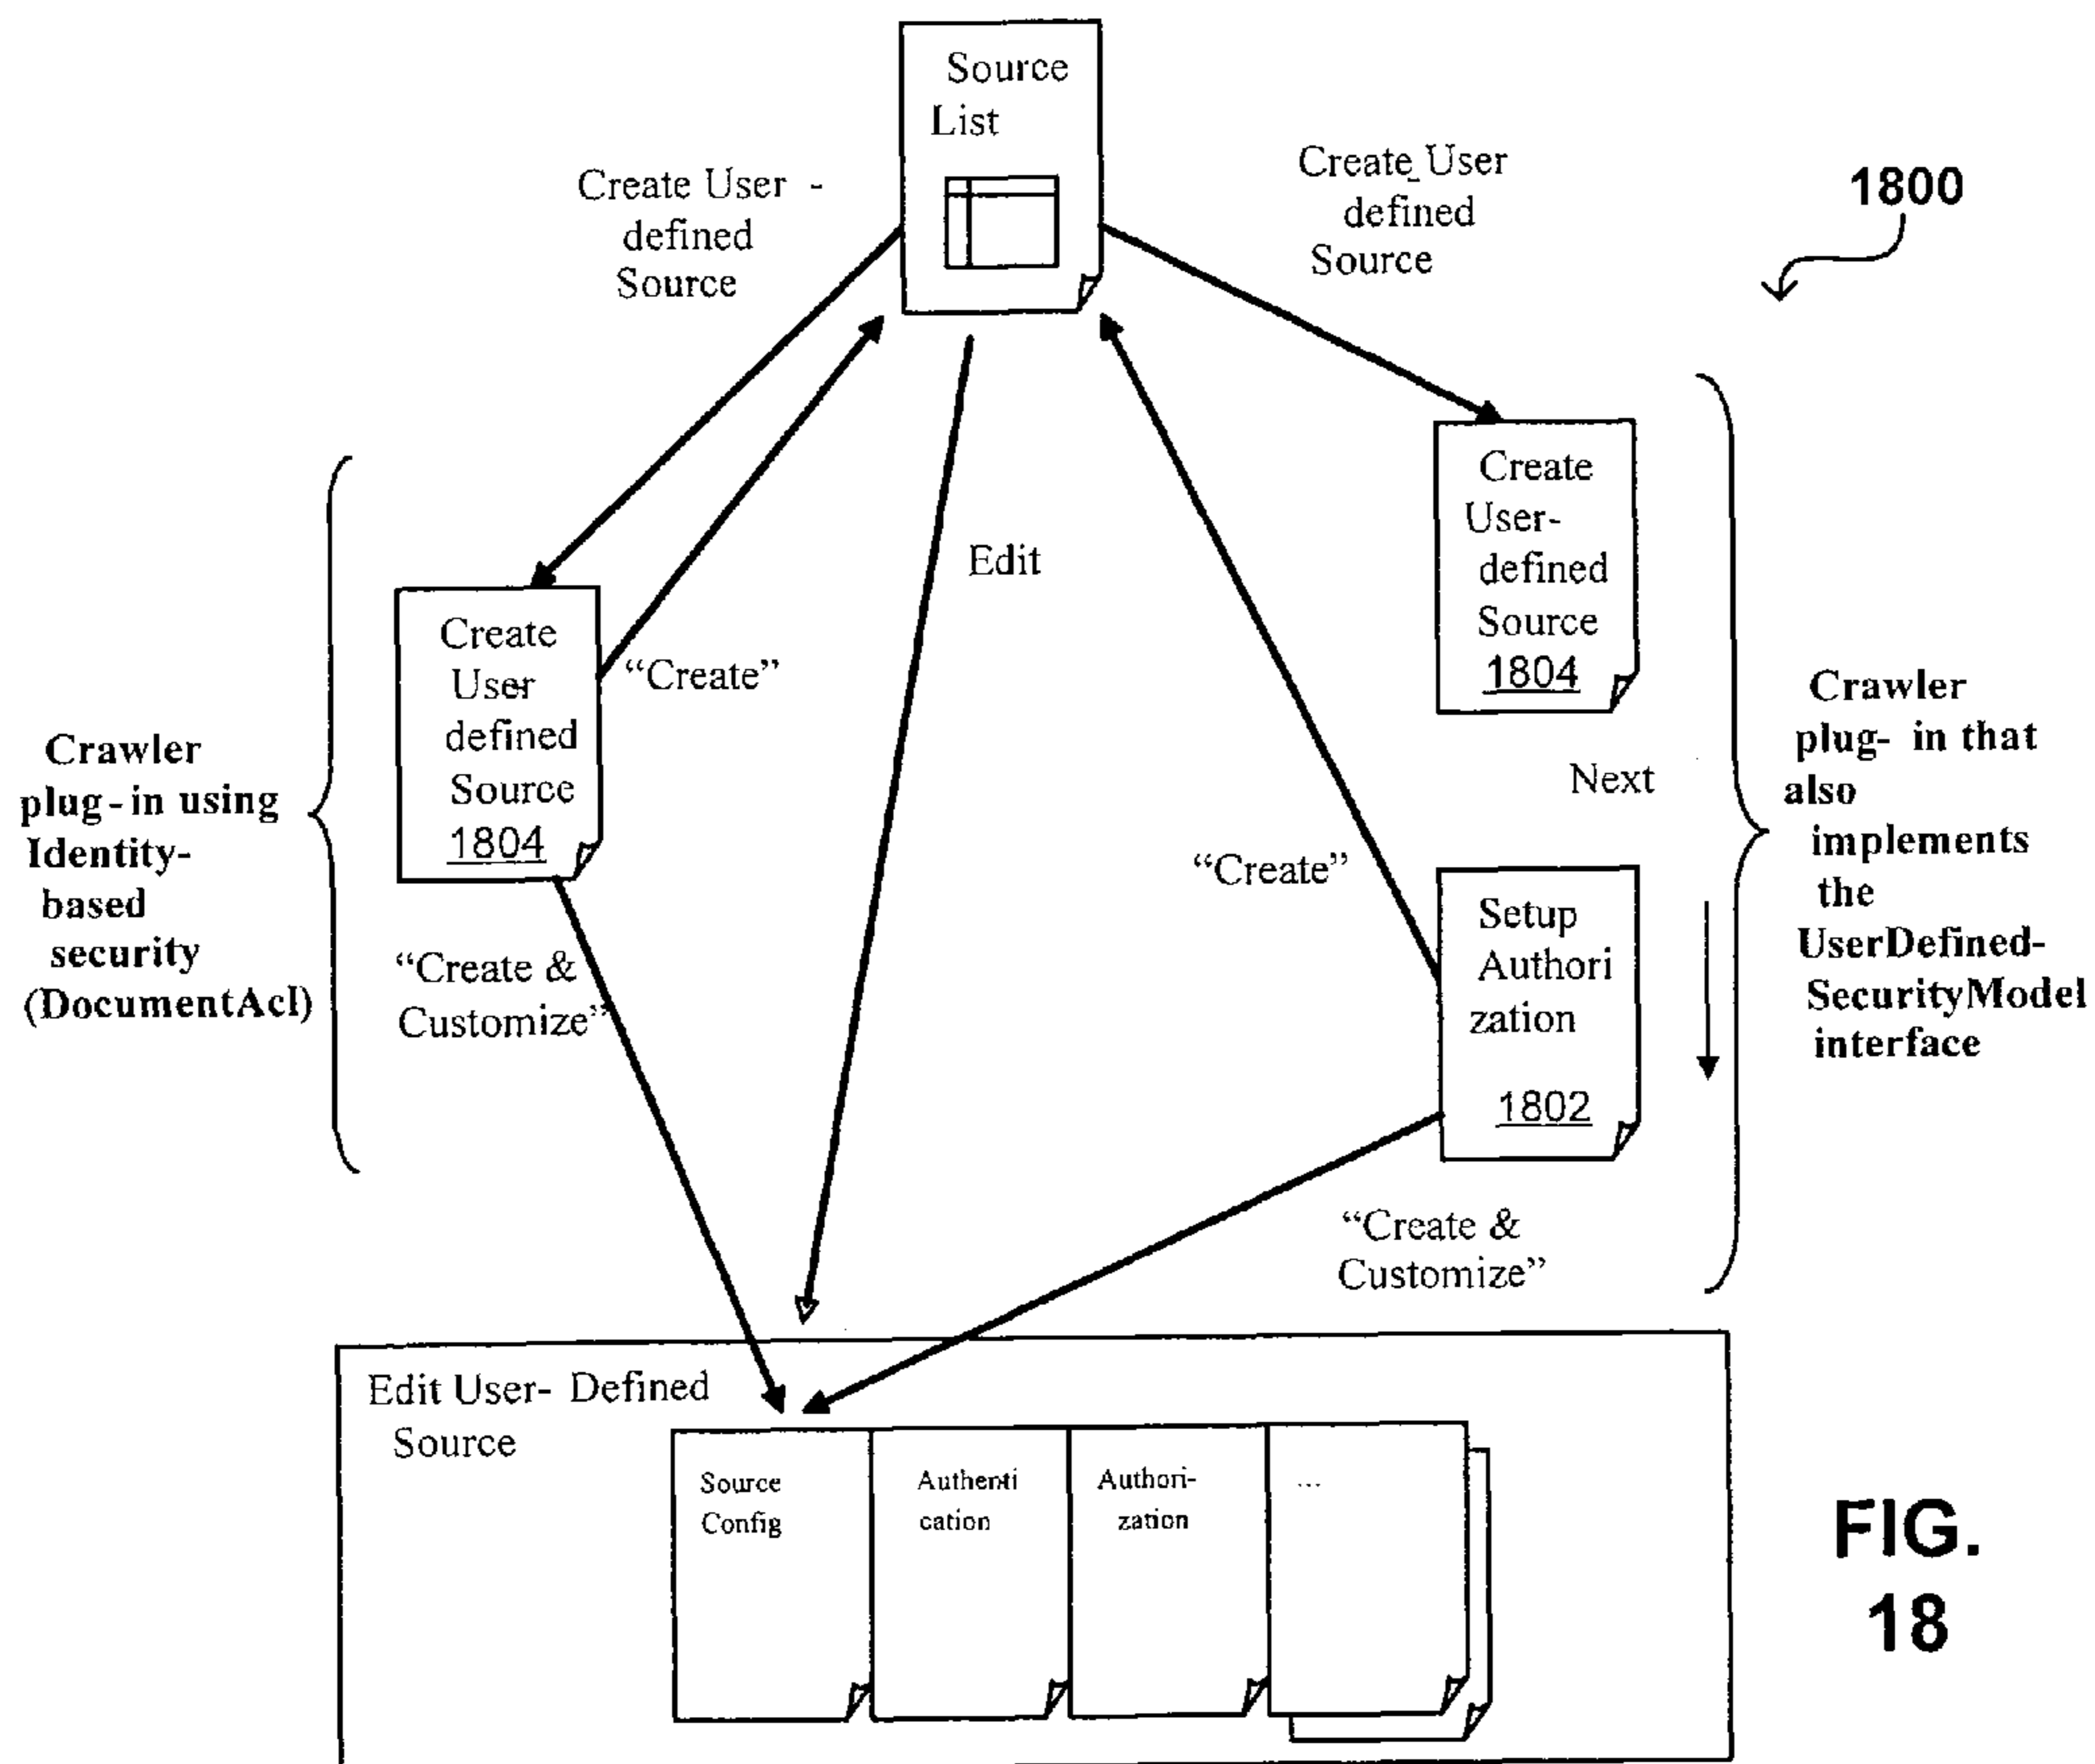 Source
List
Create User -
defined
Source
Create User
defined
Source
1800
Create
User-
defined
Source
1804
Edit
Create
User
defined
Source
1804
“Create”
Crawler
plug-in using
Identity-
based
security
(DocumentAcl)
Crawler
plug- in that
also
implements
the
UserDefined-
SecurityModel
interface
Next
“Create”
Setup
Authori
zation
1802
“Create &
Customize”
“Create &
Customize”
Edit User- Defined
Source
Source
Config
Authenti
cation
Authori-
zation
...
FIG.
18